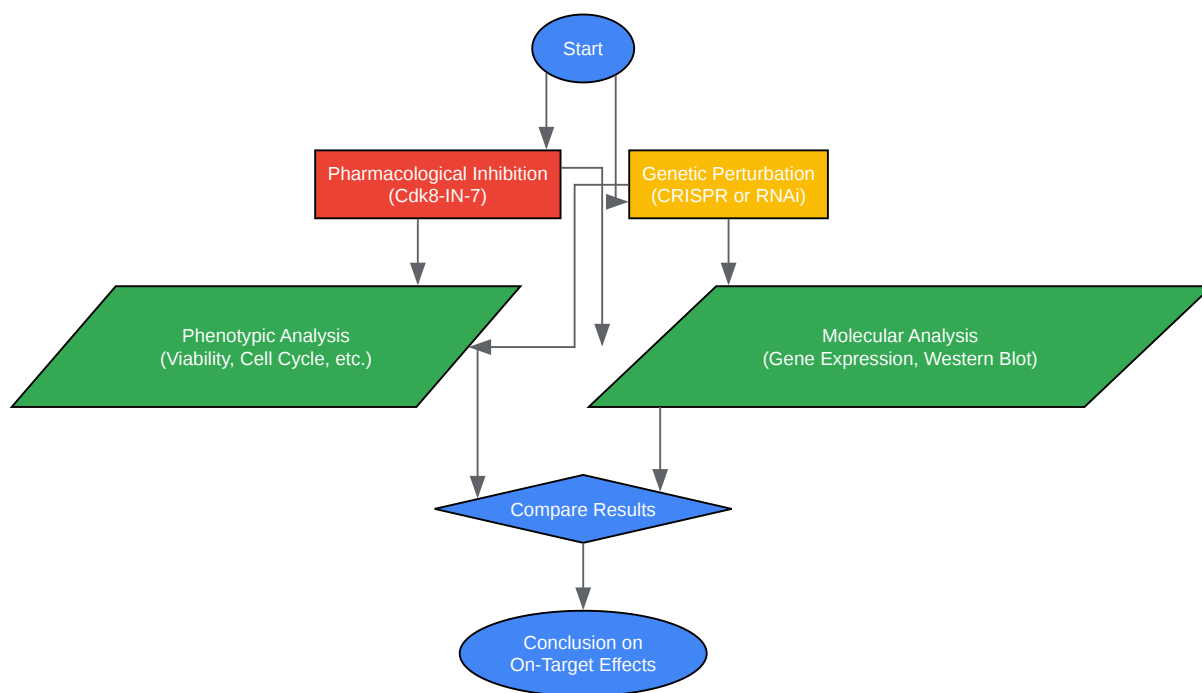 Start
Pharmacological Inhibition
(Cdk8-IN-7)
Genetic Perturbation
(CRISPR or RNAi)
Phenotypic Analysis
(Viability, Cell Cycle, etc.)
Molecular Analysis
(Gene Expression, Western Blot)
Compare Results
Conclusion on
On-Target Effects